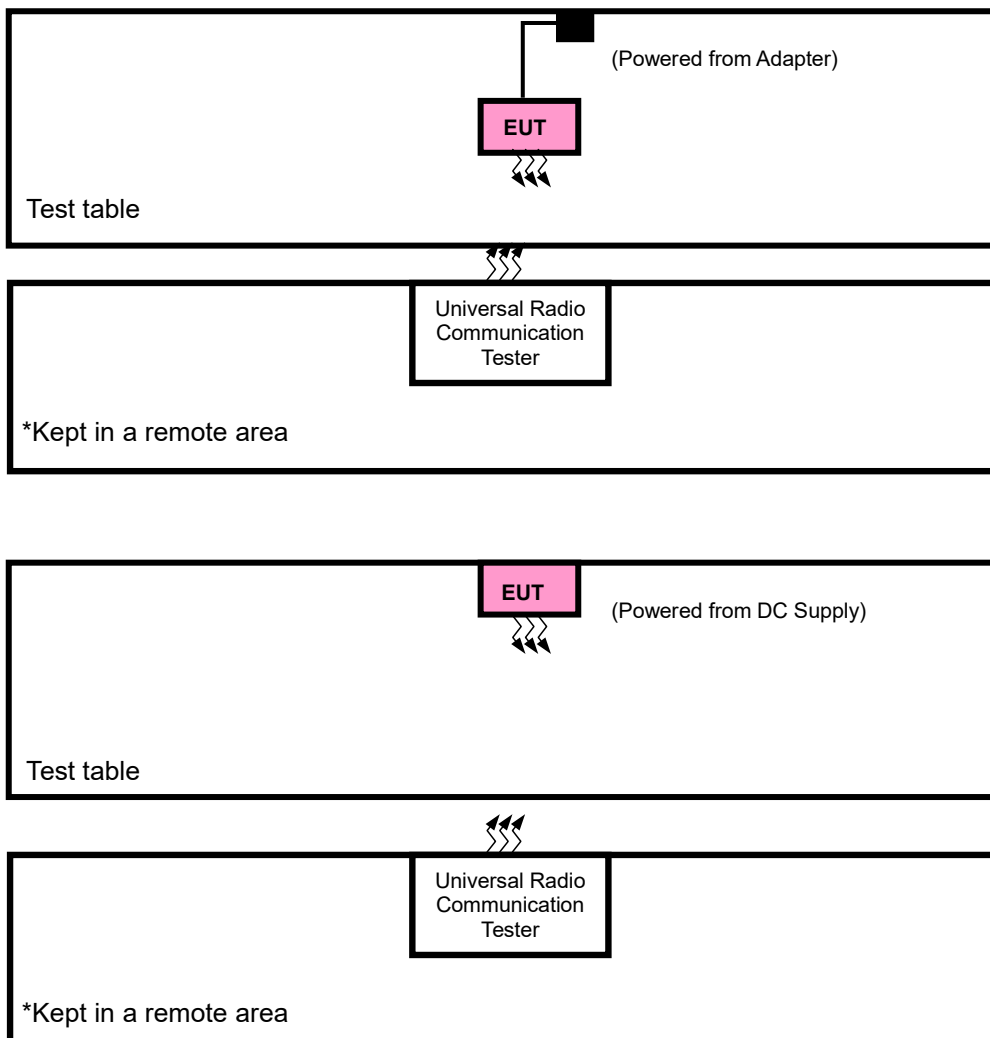 (Powered from Adapter)
EUT
Test table
Universal Radio
Communication
Tester
*Kept in a remote area
EUT
(Powered from DC Supply)
Test table
Universal Radio
Communication
Tester
*Kept in a remote area